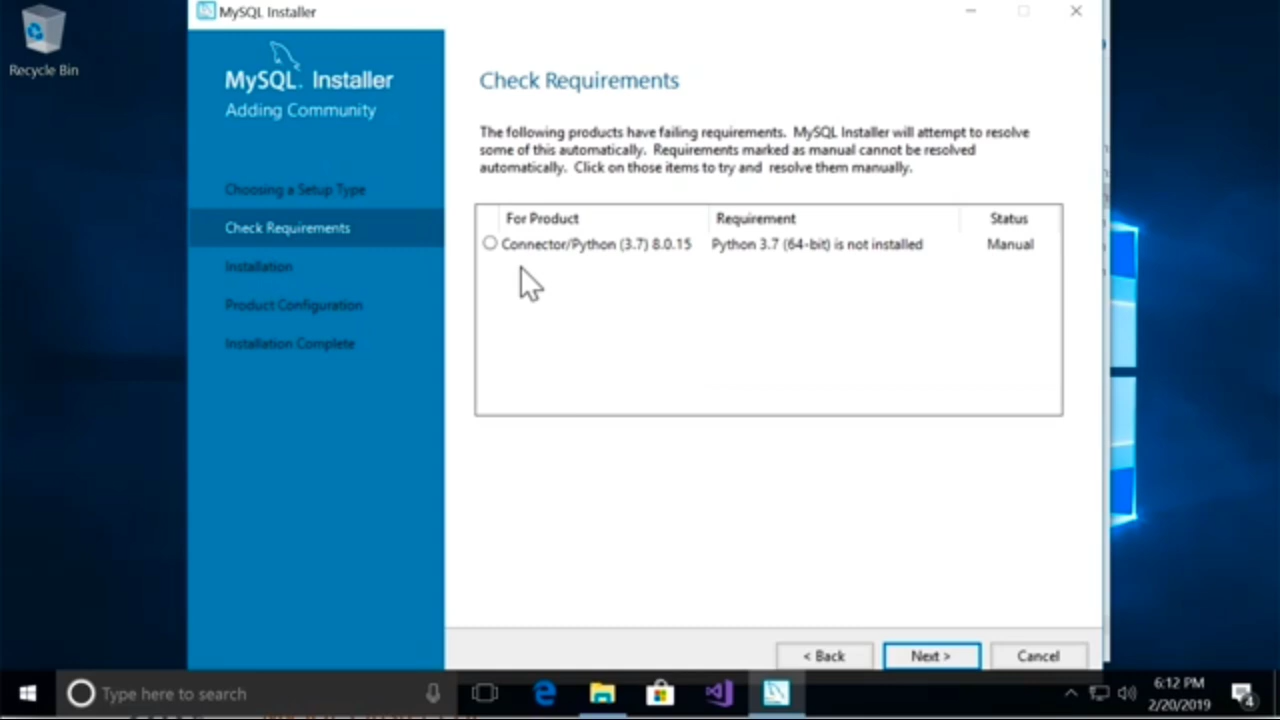 MySQL Installer
Recycle Bin
MySQL. Installer
Adding Community
Choosing a Setup Type
Check Requirements
Installation
Product Configuration
Installation Complete
Check Requirements
The following products have failing requirements. MySQL Installer will attempt to resolve
some of this automatically. Requirements marked as manual cannot be resolved
automatically. Click on those items to try and resolve them manually.
For Product Requirement Status
Connector/Python (3.7) 8.0.15 Python 3.7 (64-bit) is not installed Manual
< Back Next > Cancel
Type here to search
6:12 PM
2/20/2019
4